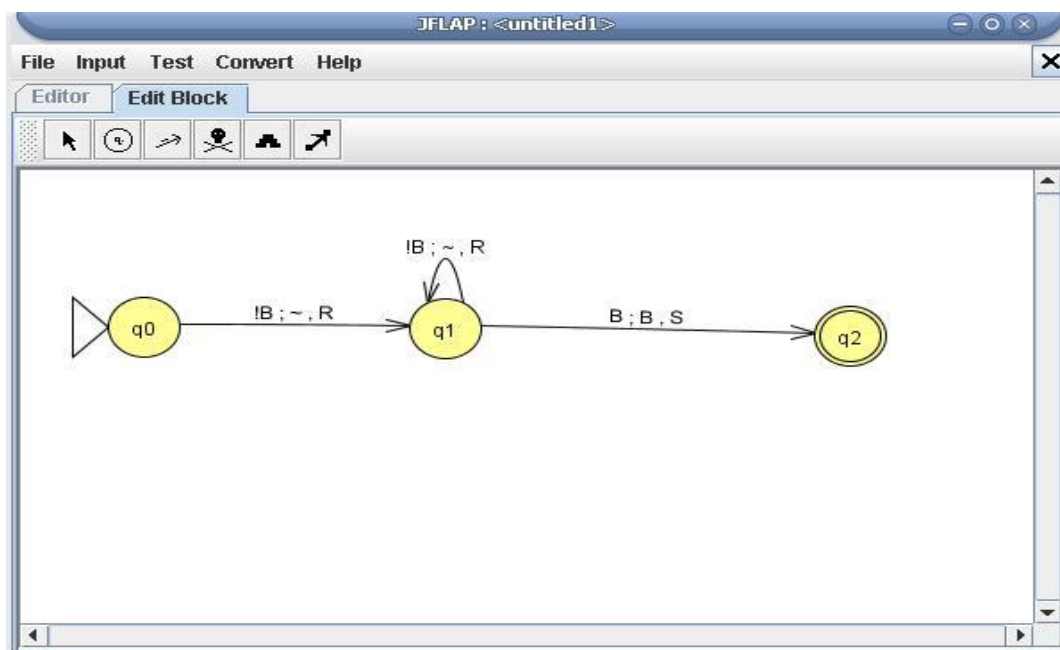 JFLAP : <untitled1>
File Input Test Convert Help
Editor Edit Block
!B ; ~ , R
q0 !B ; ~ , R q1 B ; B , S q2